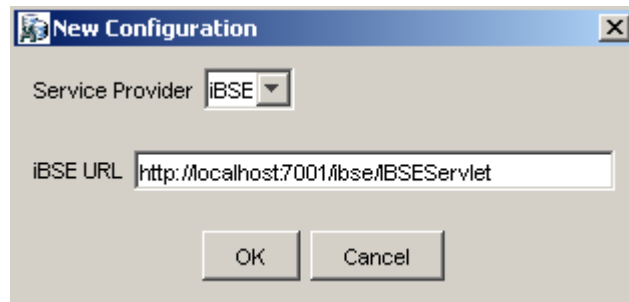 New Configuration
Service Provider iBSE
iBSE URL http://localhost:7001/ibse/IBSEServlet
OK Cancel